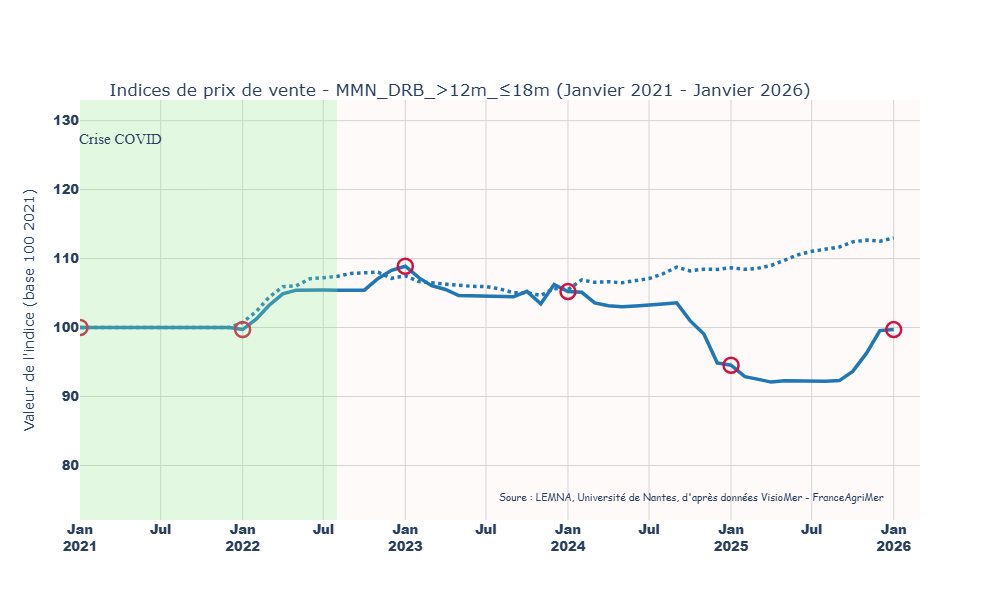 Indices de prix de vente - MMN_DRB_>12m_≤18m (Janvier 2021 - Janvier 2026)
Valeur de l'indice (base 100 2021)
130
120
110
100
90
80
Crise COVID
Soure : LEMNA, Université de Nantes, d'après données VisioMer - FranceAgriMer
Jan Jul Jan Jul Jan Jul Jan Jul Jan Jul Jan
2021 2022 2023 2024 2025 2026